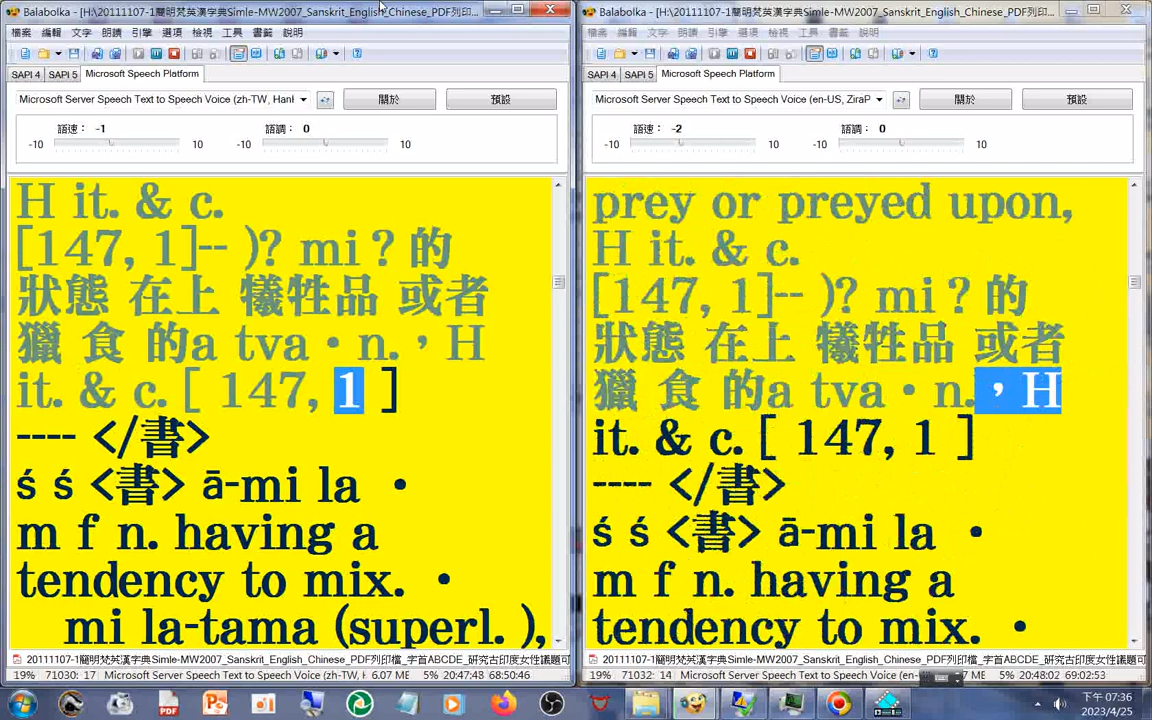 Balabolka - [H:\20111107-1簡明梵英漢字典Simle-MW2007_Sanskrit_English_Chinese_PDF列印...
檔案 編輯 文字 朗讀 引擎 選項 檢視 工具 書籤 說明
SAPI 4 SAPI 5 Microsoft Speech Platform
Microsoft Server Speech Text to Speech Voice (zh-TW, Hanl
關於 預設
語速： -1 語調： 0
-10 10 -10 10
H it. & c.
[147, 1]-- )? mi ? 的
狀態 在上 犧牲品 或者
獵 食 的a tva • n.，H
it. & c. [ 147, 1 ]
---- </書>
ś ś <書> ā-mi la •
m f n. having a
tendency to mix. •
mi la-tama (superl. ),
20111107-1簡明梵英漢字典Simle-MW2007_Sanskrit_English_Chinese_PDF列印檔_字首ABCDE_研究古印度女性議題可
19% 71030: 17 Microsoft Server Speech Text to Speech Voice (zh-TW, H 6.07 ME 5% 20:47:48 68:50:46
Balabolka - [H:\20111107-1簡明梵英漢字典Simle-MW2007_Sanskrit_English_Chinese_PDF列印...
檔案 編輯 文字 朗讀 引擎 選項 檢視 工具 書籤 說明
SAPI 4 SAPI 5 Microsoft Speech Platform
Microsoft Server Speech Text to Speech Voice (en-US, ZiraP
關於 預設
語速： -2 語調： 0
-10 10 -10 10
prey or preyed upon,
H it. & c.
[147, 1]-- )? mi ? 的
狀態 在上 犧牲品 或者
獵 食 的a tva • n.，H
it. & c. [ 147, 1 ]
---- </書>
ś ś <書> ā-mi la •
m f n. having a
tendency to mix. •
20111107-1簡明梵英漢字典Simle-MW2007_Sanskrit_English_Chinese_PDF列印檔_字首ABCDE_研究古印度女性議題可
19% 71032: 14 Microsoft Server Speech Text to Speech Voice (en-US, 5% 20:48:02 69:02:53
下午 07:36
2023/4/25